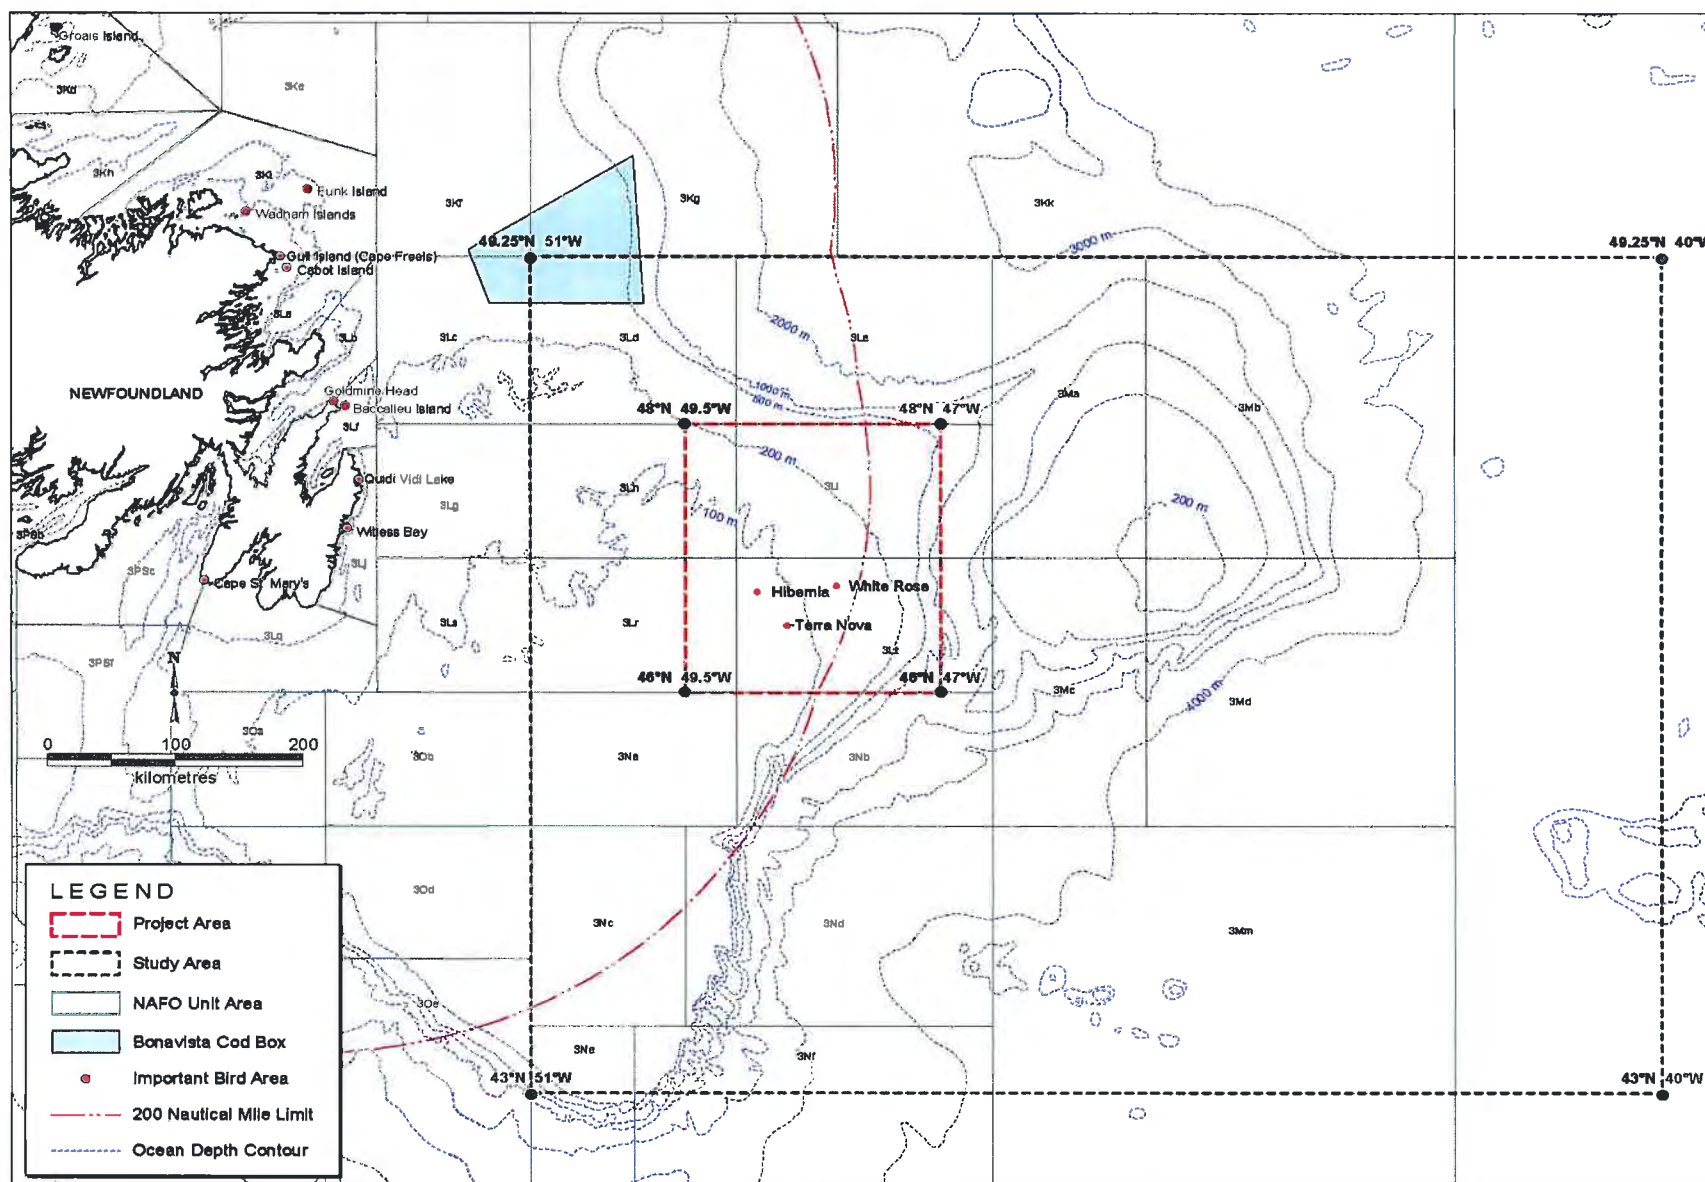 Groais Island
3Kd
3Ke
3Kh
3Ki
Funk Island
Wadham Islands
3Kf
3Kg
3Kk
3000 m
49.25°N 51°W
49.25°N 40°W
Gull Island (Cape Freels)
Cabot Island
3La
3Lb
3Lc
3Ld
2000 m
3Le
1000 m
500 m
NEWFOUNDLAND
Goldmine Head
Baccalieu Island
3Lf
48°N 49.5°W
48°N 47°W
3Ma
3Mb
200 m
Quidi Vidi Lake
3Lg
3Lh
3Li
100 m
200 m
Witless Bay
3PSb
3PSc
3Lj
Cape St. Mary's
Hibernia
White Rose
Terra Nova
3Lq
3Ls
3Lr
3Lt
3PSf
N
46°N 49.5°W
46°N 47°W
3Mc
3Md
4000 m
3Oa
3Ob
3Na
3Nb
0 100 200
kilometres
3Od
3Nc
3Nd
3Mm
3Oe
3Ne
3Nf
43°N 51°W
43°N 40°W
LEGEND
Project Area
Study Area
NAFO Unit Area
Bonavista Cod Box
Important Bird Area
200 Nautical Mile Limit
Ocean Depth Contour